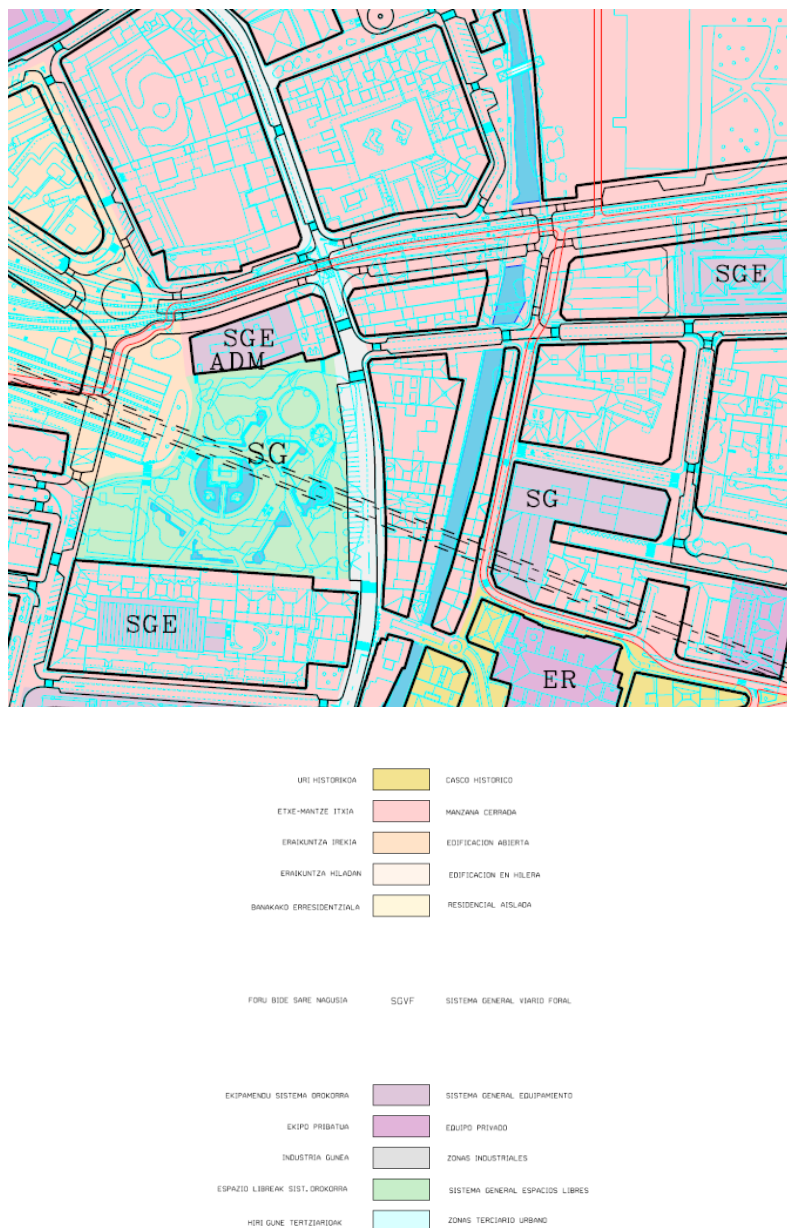 SGE
SGE
ADM
SG
SG
SGE
ER
URI HISTORIKOA CASCO HISTORICO
ETXE-MANTZE ITXIA MANZANA CERRADA
ERAIKUNTZA IREKIA EDIFICACION ABIERTA
ERAIKUNTZA HILADAN EDIFICACION EN HILERA
BANAKAKO ERRESIDENTZIALA RESIDENCIAL AISLADA
FORU BIDE SARE NAGUSIA SGVF SISTEMA GENERAL VIARIO FORAL
EKIPAMENDU SISTEMA OROKORRA SISTEMA GENERAL EQUIPAMIENTO
EKIPO PRIBATUA EQUIPO PRIVADO
INDUSTRIA GUNEA ZONAS INDUSTRIALES
ESPAZIO LIBREAK SIST. OROKORRA SISTEMA GENERAL ESPACIOS LIBRES
HIRI GUNE TERTZIARIOAK ZONAS TERCIARIO URBANO